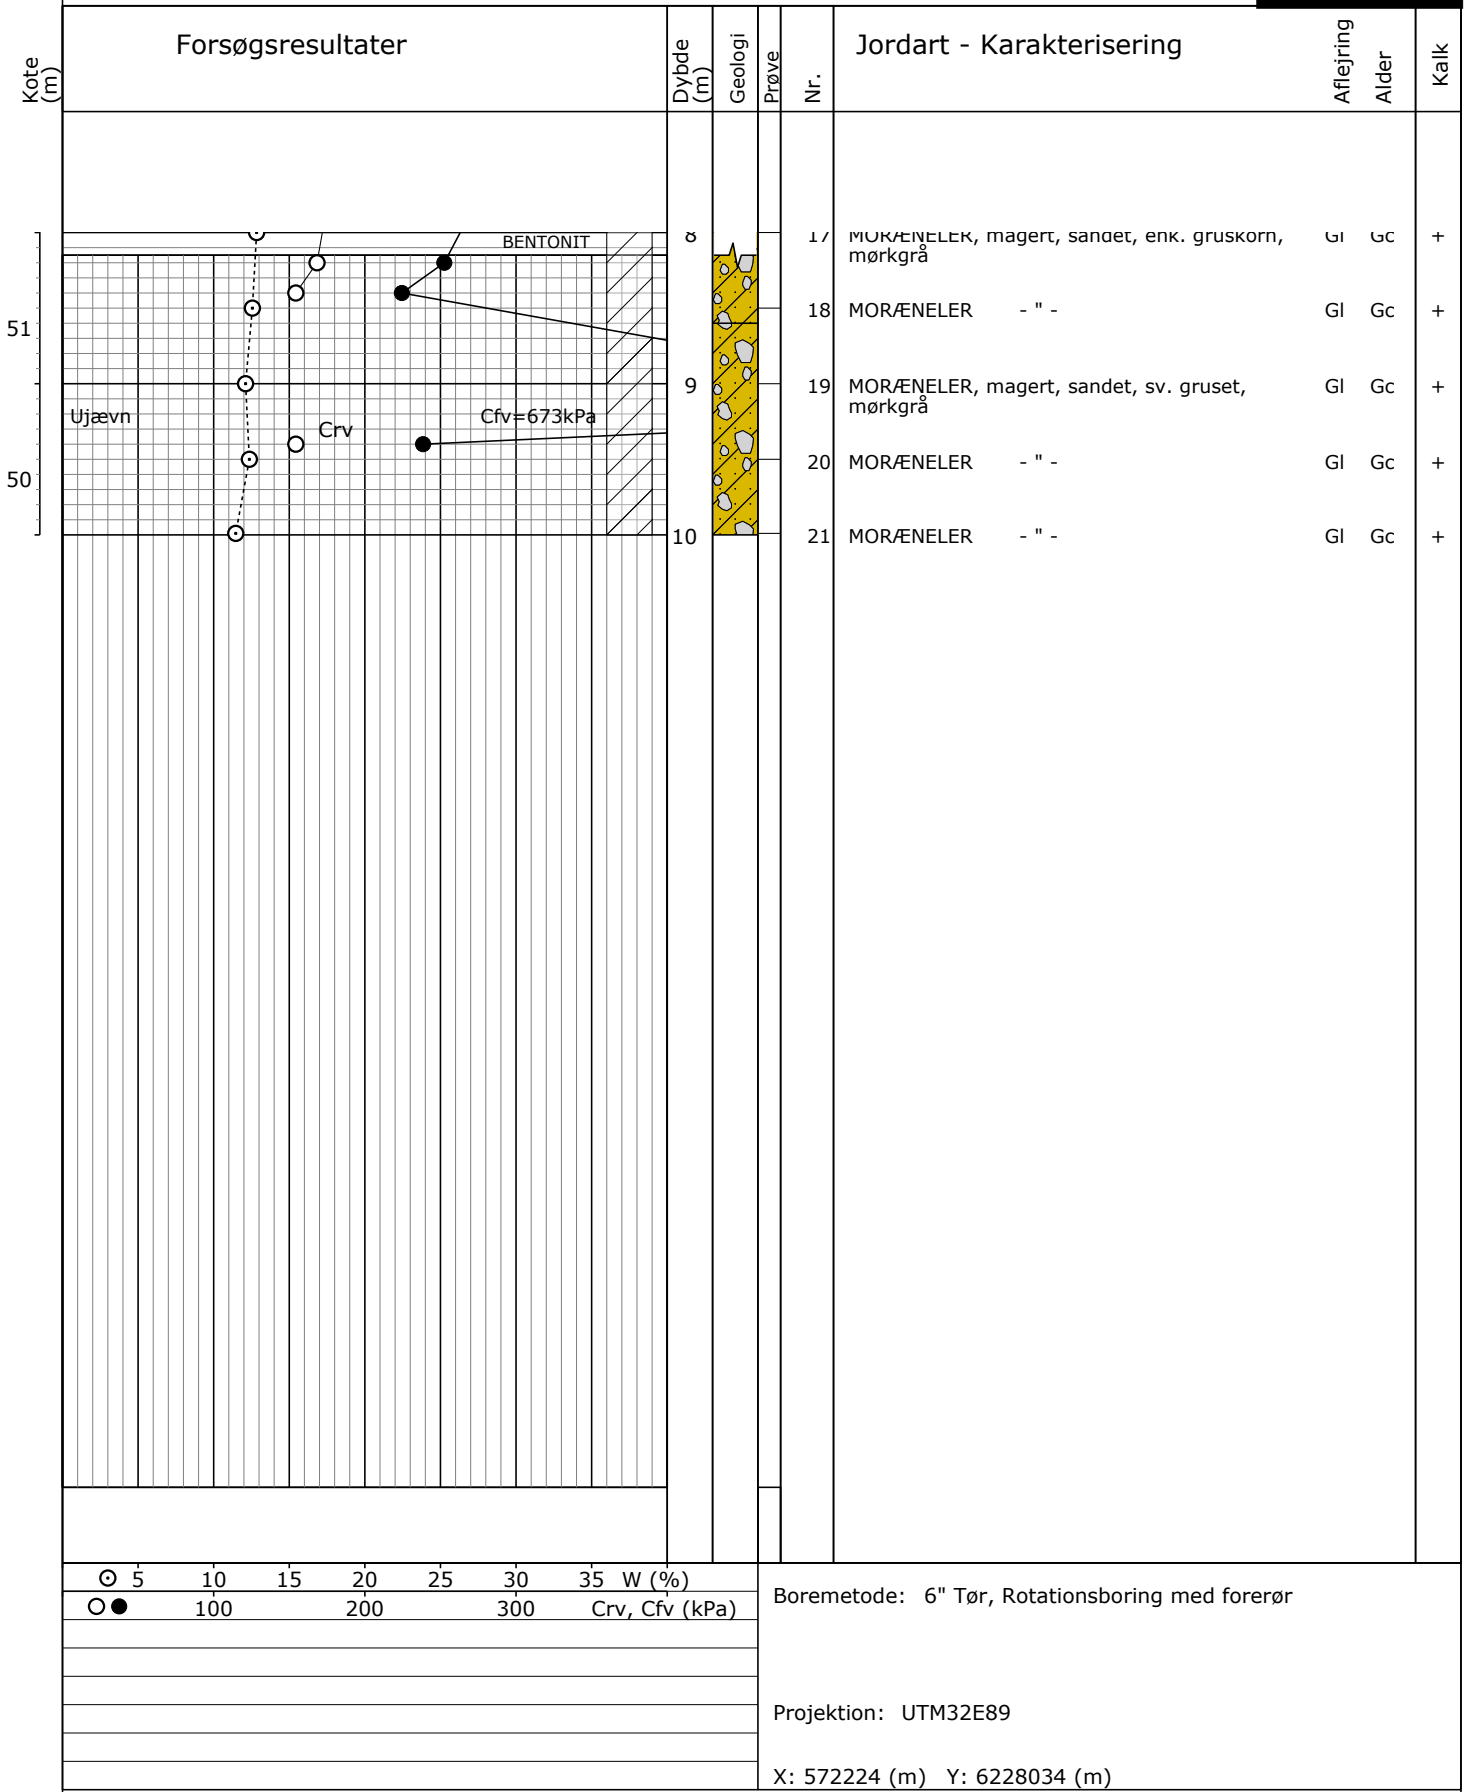 Kote (m)
Forsøgsresultater
Dybde (m)
Geologi
Prøve
Nr.
Jordart - Karakterisering
Aflejring
Alder
Kalk
BENTONIT
8
17 MORÆNELER, magert, sandet, enk. gruskorn, Gl Gc +
mørkgrå
18 MORÆNELER - " - Gl Gc +
51
9 19 MORÆNELER, magert, sandet, sv. gruset, Gl Gc +
mørkgrå
Ujævn Crv Cfv=673kPa
20 MORÆNELER - " - Gl Gc +
50
10 21 MORÆNELER - " - Gl Gc +
5 10 15 20 25 30 35 W (%)
100 200 300 Crv, Cfv (kPa)
Boremetode: 6" Tør, Rotationsboring med forerør
Projektion: UTM32E89
X: 572224 (m) Y: 6228034 (m)